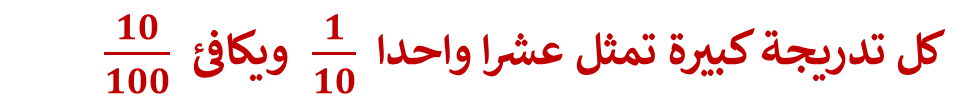 كل تدريجة كبيرة تمثل عشرا واحدا 1/10 ويكافئ 10/100